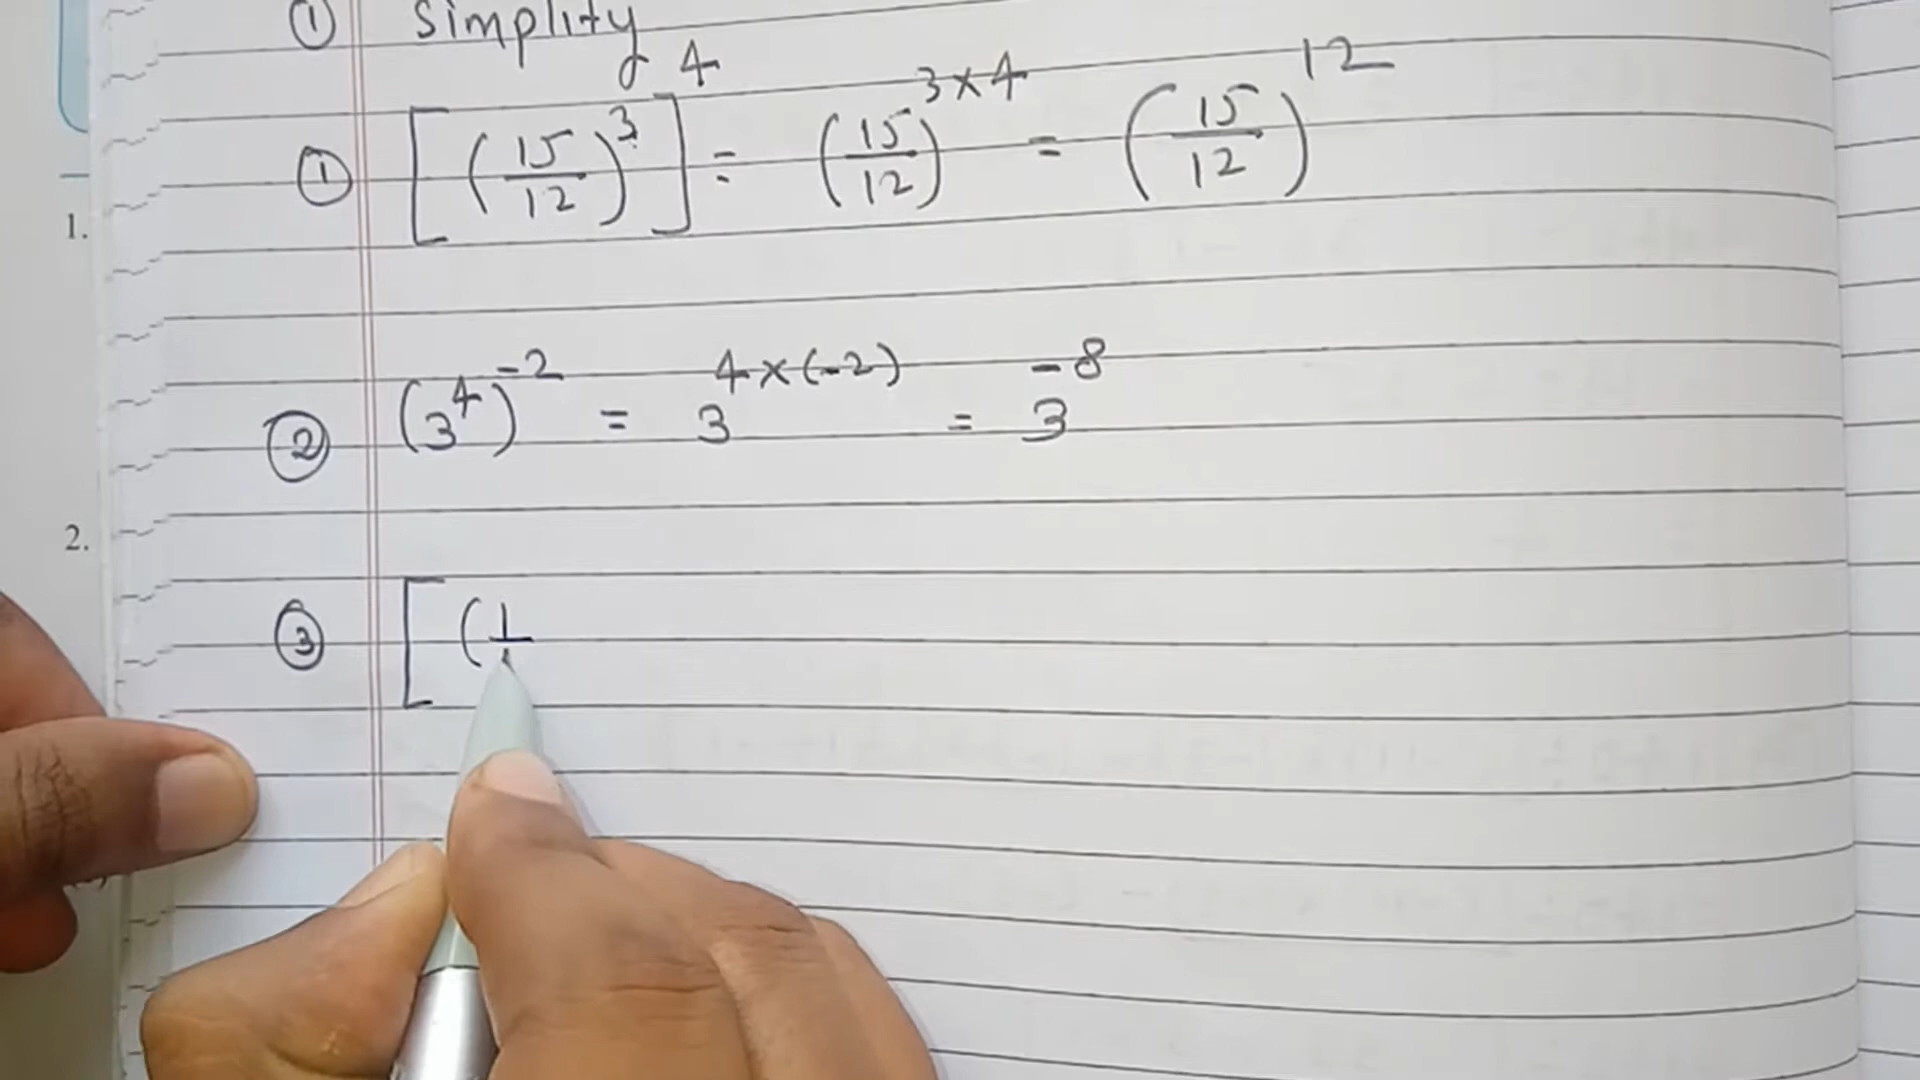 ① Simplify
① [(15/12)^3]^4 = (15/12)^3×4 = (15/12)^12
1.
② (3^4)^-2 = 3^4×(-2) = 3^-8
2.
③ [(1/